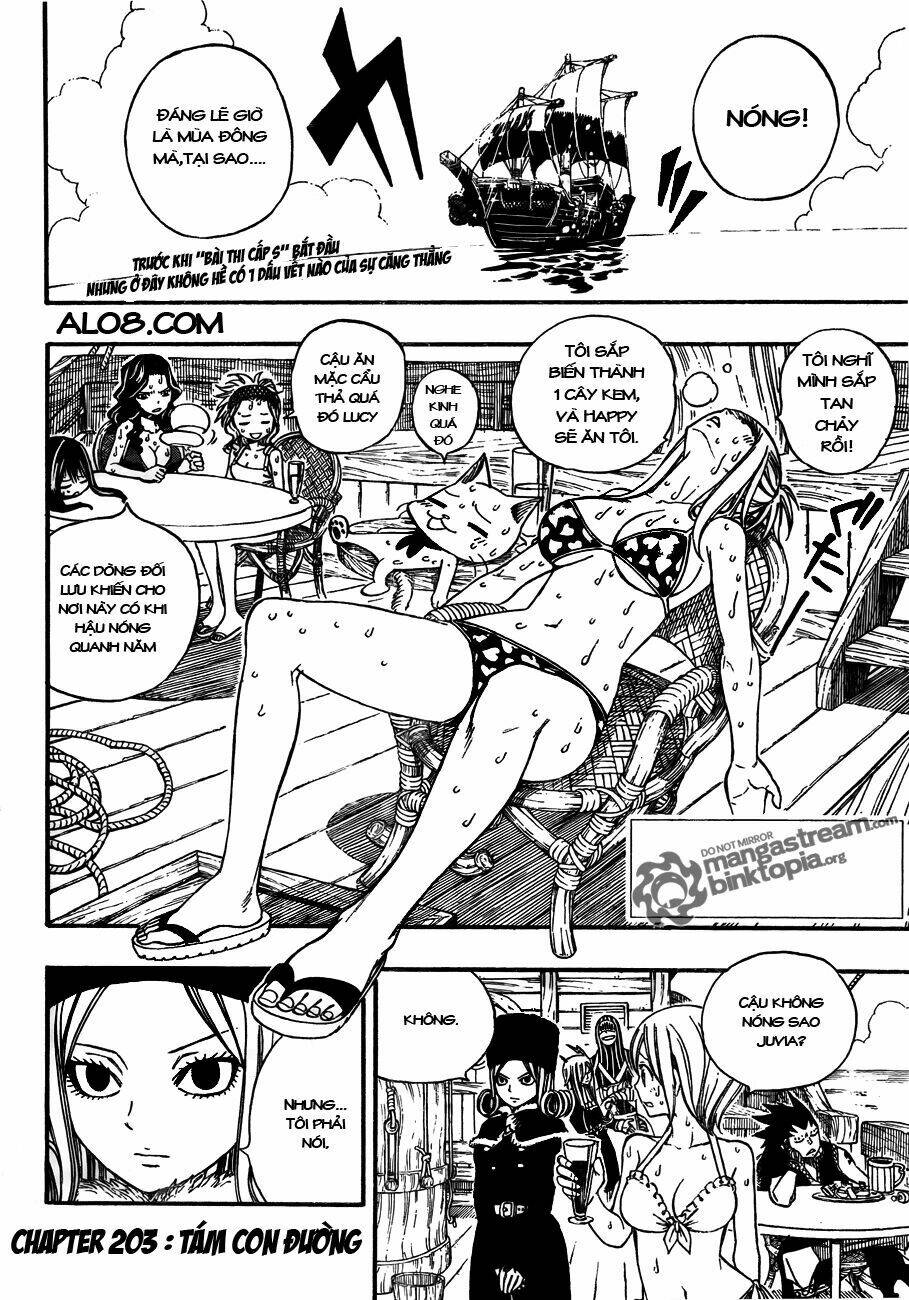 NÓNG!
ĐÁNG LẼ GIỜ
LÀ MÙA ĐÔNG
MÀ,TẠI SAO....
TRƯỚC KHI "BÀI THI CẤP S" BẮT ĐẦU
NHƯNG Ở ĐÂY KHÔNG HỀ CÓ 1 DẤU VẾT NÀO CỦA SỰ CĂNG THẲNG
ALO8.COM
TÔI NGHĨ
MÌNH SẮP
TAN
CHẢY
RỒI!
TÔI SẮP
BIẾN THÀNH
1 CÂY KEM,
VÀ HAPPY
SẼ ĂN TÔI.
NGHE
KINH
QUÁ
ĐÓ
CẬU ĂN
MẶC CẨU
THẢ QUÁ
ĐÓ LUCY
CÁC DÒNG ĐỐI
LƯU KHIẾN CHO
NƠI NÀY CÓ KHI
HẬU NÓNG
QUANH NĂM
DO NOT MIRROR
mangastream.com
binktopia.org
CẬU KHÔNG
NÓNG SAO
JUVIA?
KHÔNG.
NHƯNG...
TÔI PHẢI
NÓI,
CHAPTER 203 : TÁM CON ĐƯỜNG